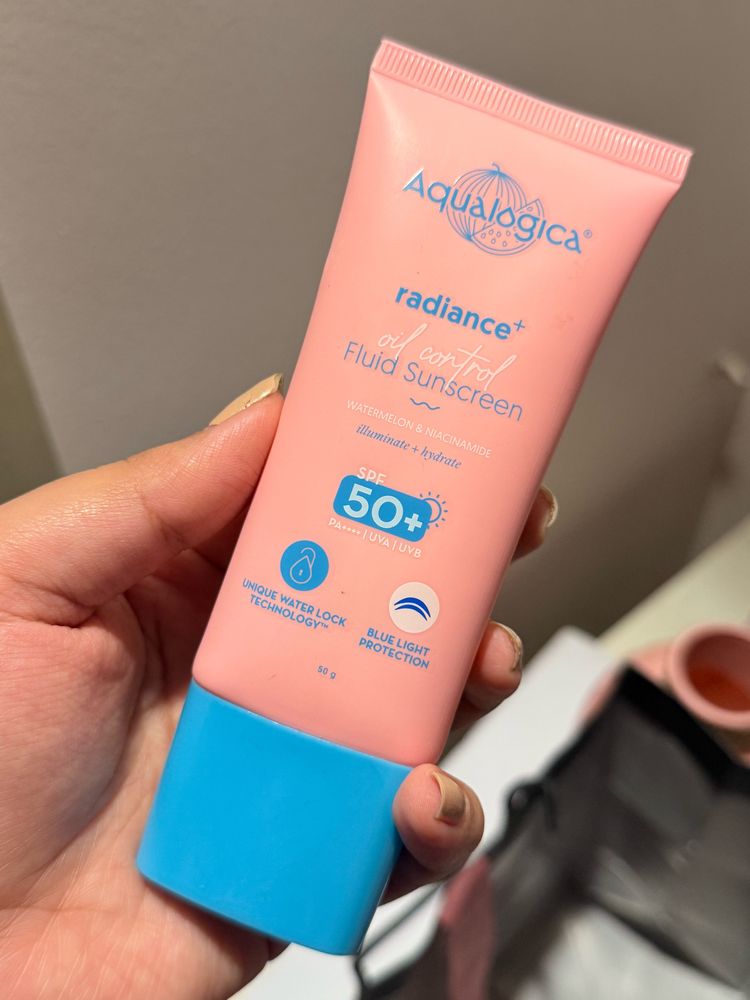 Aqualogica®
radiance+
oil control
Fluid Sunscreen
WATERMELON & NIACINAMIDE
illuminate + hydrate
SPF
50+
PA++++ | UVA | UVB
UNIQUE WATER LOCK
TECHNOLOGY™
BLUE LIGHT
PROTECTION
50 g